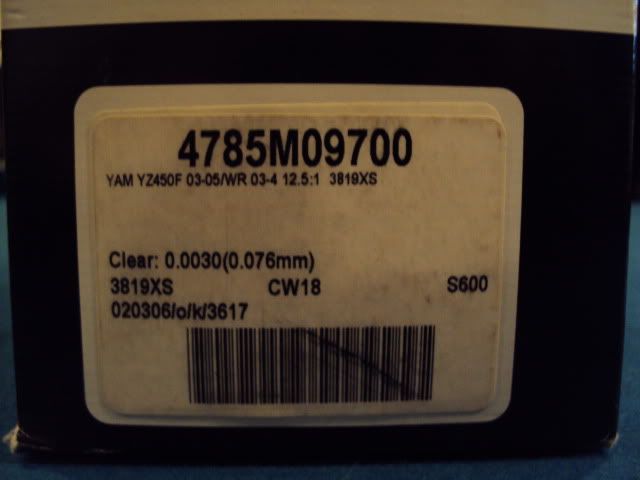 4785M09700
YAM YZ450F 03-05/WR 03-4 12.5:1 3819XS
Clear: 0.0030(0.076mm)
3819XS CW18 S600
020306/o/k/3617